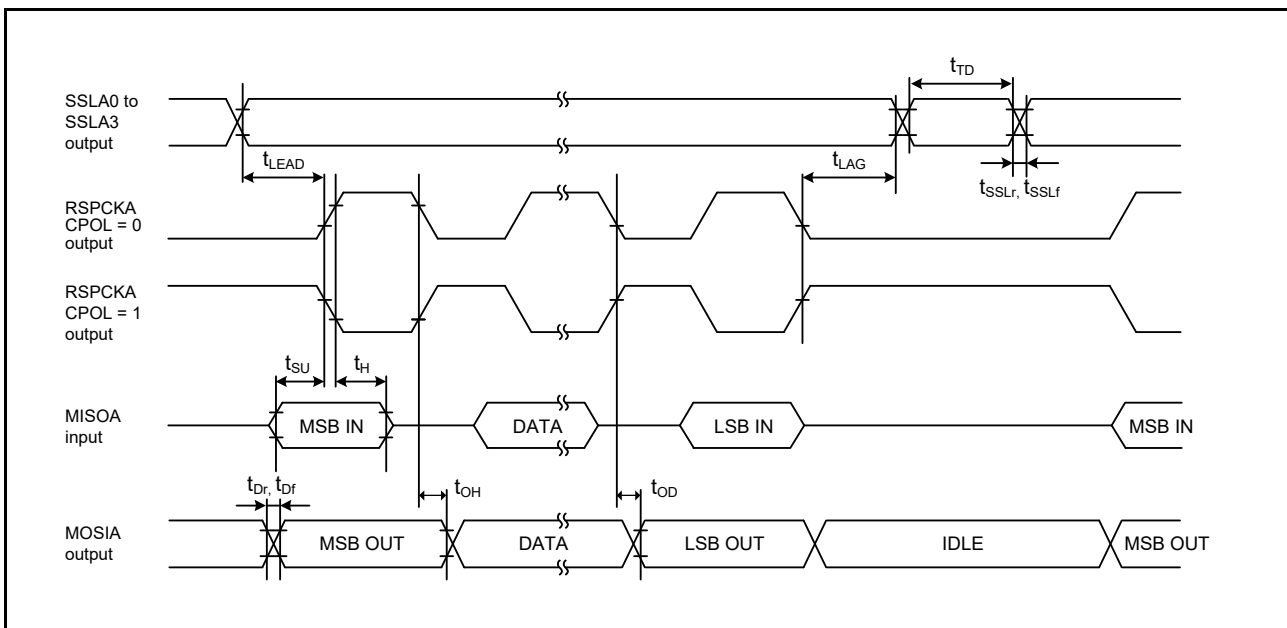 t_TD
SSLA0 to
SSLA3
output
t_LEAD
t_LAG
t_SSLr, t_SSLf
RSPCKA
CPOL = 0
output
RSPCKA
CPOL = 1
output
t_SU
t_H
MISOA
input
MSB IN
DATA
LSB IN
MSB IN
t_Dr, t_Df
t_OH
t_OD
MOSIA
output
MSB OUT
DATA
LSB OUT
IDLE
MSB OUT